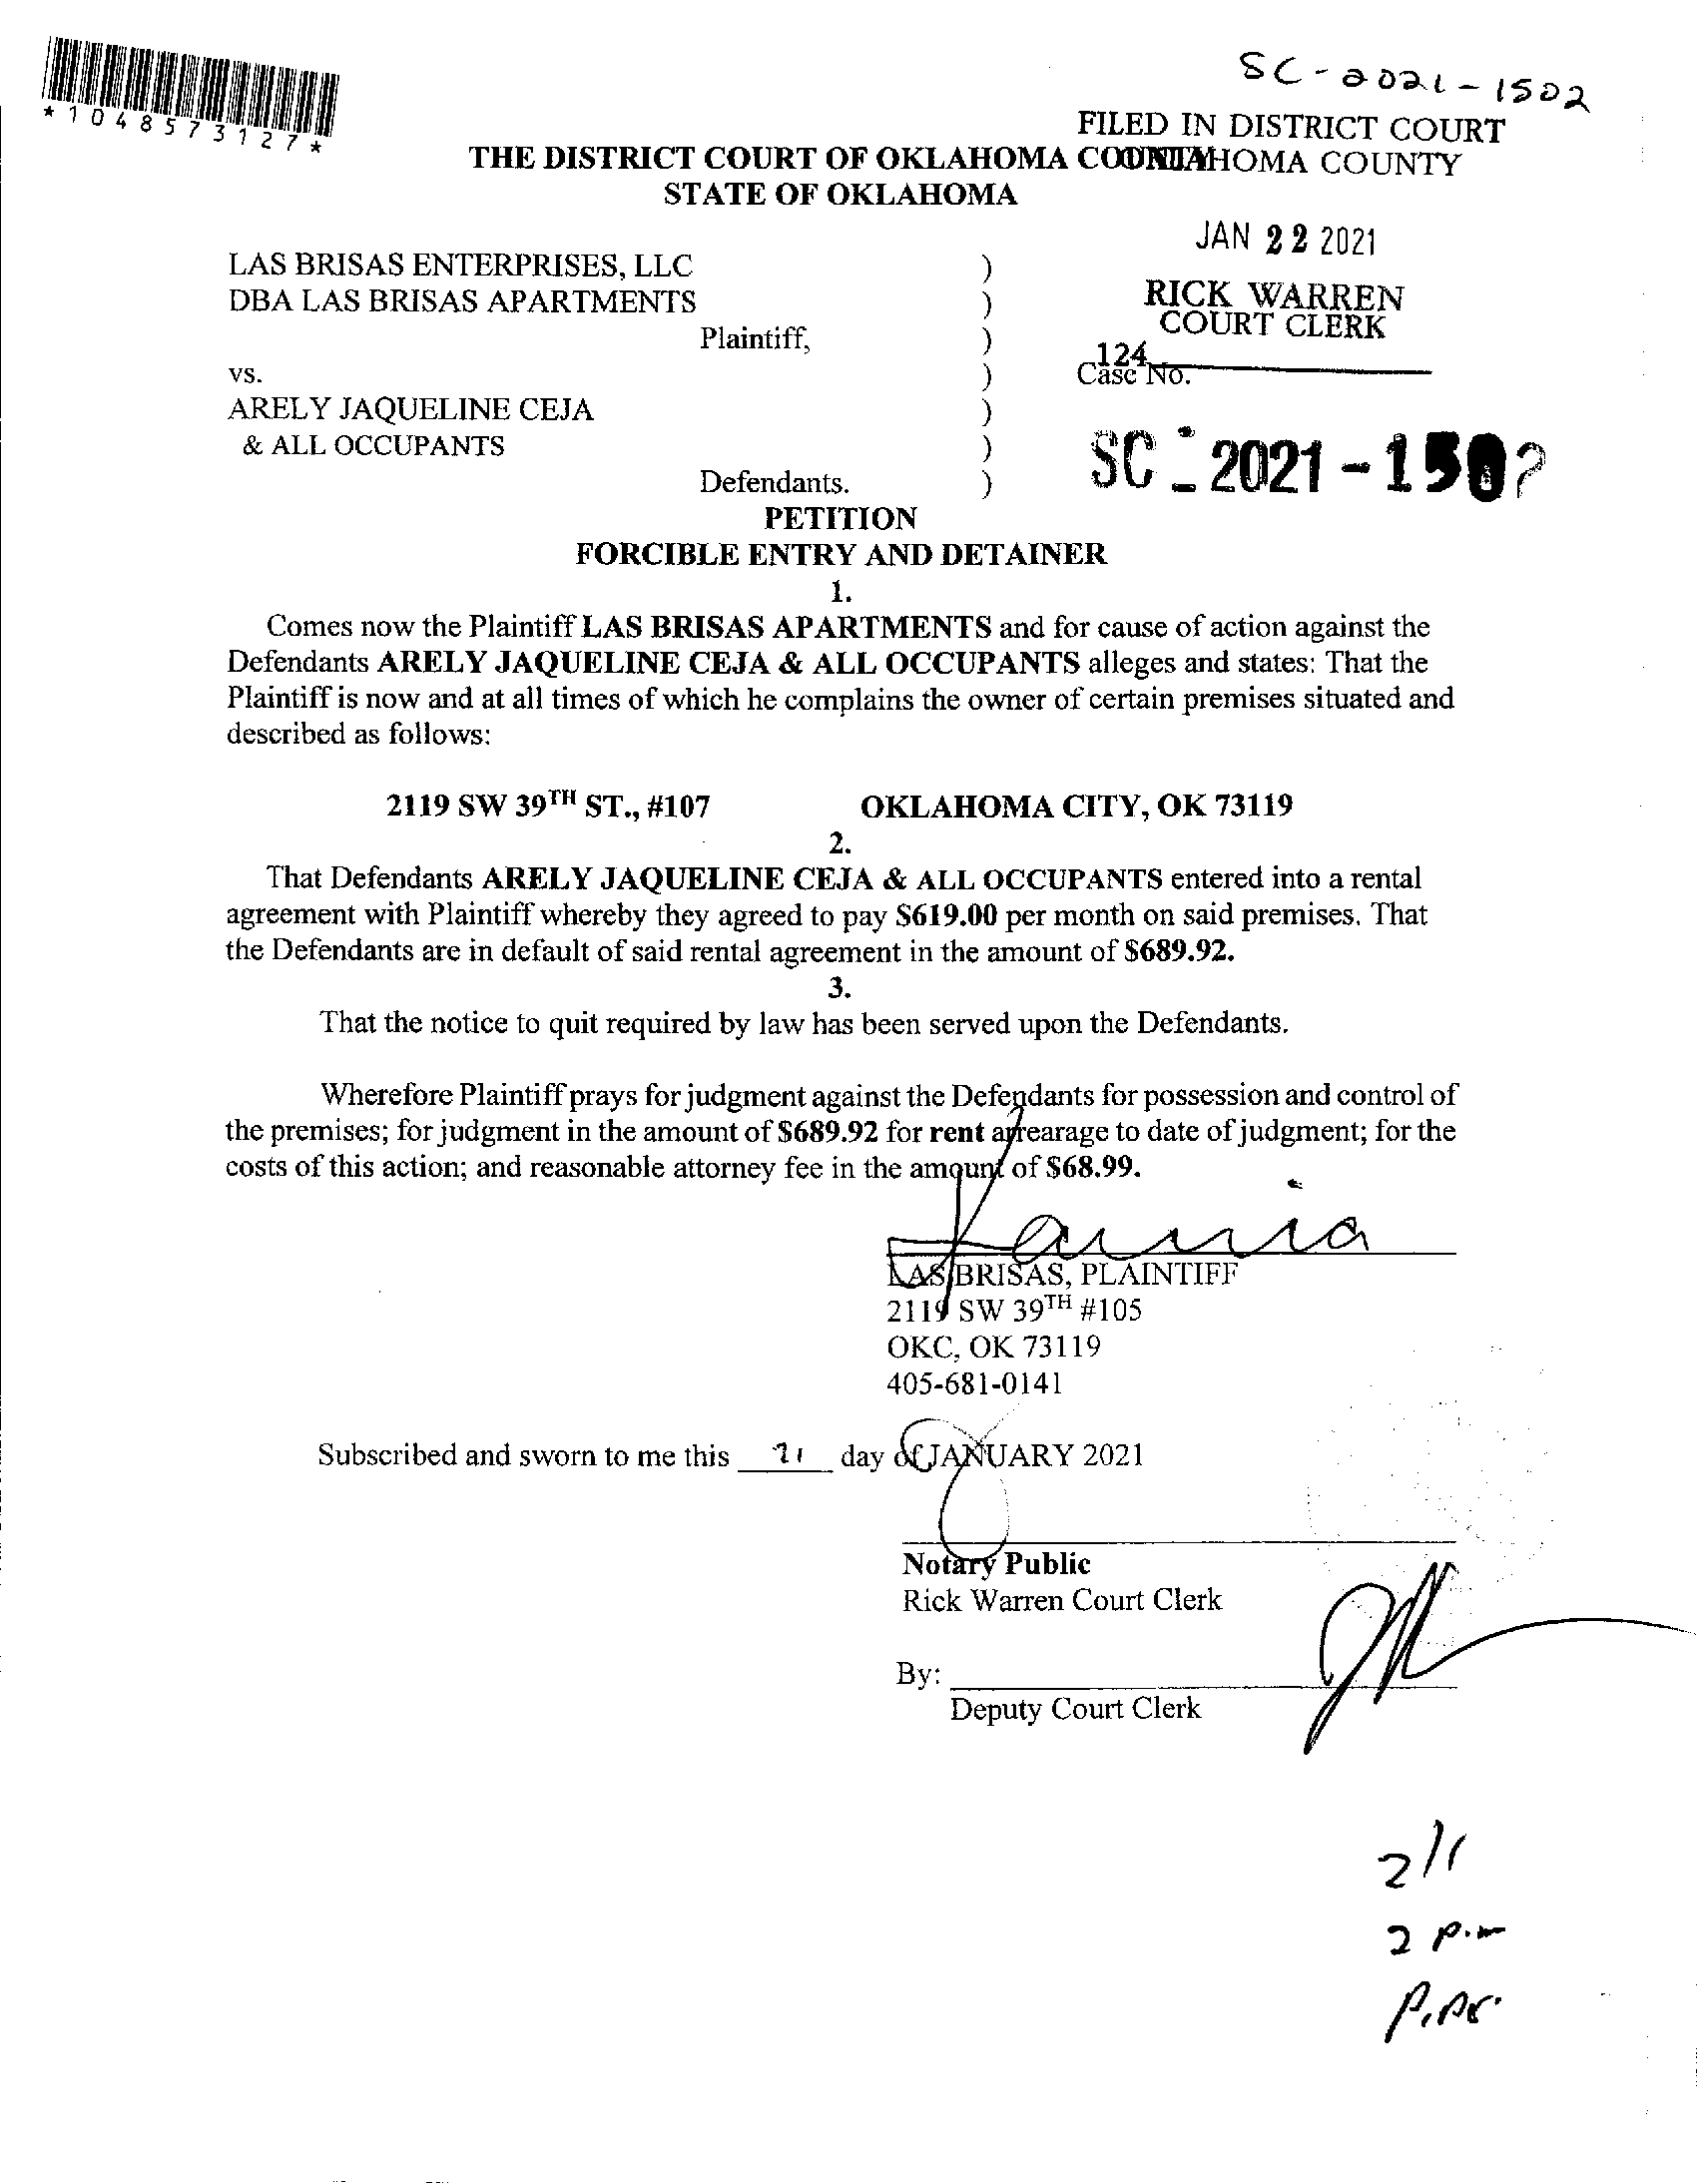 *1048573127*
SC-2021-1502
FILED IN DISTRICT COURT
OKLAHOMA COUNTY
THE DISTRICT COURT OF OKLAHOMA COUNTY
STATE OF OKLAHOMA
JAN 22 2021
LAS BRISAS ENTERPRISES, LLC )
DBA LAS BRISAS APARTMENTS )
RICK WARREN
COURT CLERK
Plaintiff, )
124
vs. ) Case No.
ARELY JAQUELINE CEJA )
& ALL OCCUPANTS )
SC - 2021 - 1502
Defendants. )
PETITION
FORCIBLE ENTRY AND DETAINER
1.
Comes now the Plaintiff LAS BRISAS APARTMENTS and for cause of action against the
Defendants ARELY JAQUELINE CEJA & ALL OCCUPANTS alleges and states: That the
Plaintiff is now and at all times of which he complains the owner of certain premises situated and
described as follows:
2119 SW 39TH ST., #107 OKLAHOMA CITY, OK 73119
2.
That Defendants ARELY JAQUELINE CEJA & ALL OCCUPANTS entered into a rental
agreement with Plaintiff whereby they agreed to pay $619.00 per month on said premises. That
the Defendants are in default of said rental agreement in the amount of $689.92.
3.
That the notice to quit required by law has been served upon the Defendants.
Wherefore Plaintiff prays for judgment against the Defendants for possession and control of
the premises; for judgment in the amount of $689.92 for rent arrearage to date of judgment; for the
costs of this action; and reasonable attorney fee in the amount of $68.99.
LAS BRISAS, PLAINTIFF
2119 SW 39TH #105
OKC, OK 73119
405-681-0141
Subscribed and sworn to me this 21 day of JANUARY 2021
Notary Public
Rick Warren Court Clerk
By:
Deputy Court Clerk
2/1
2 p.m